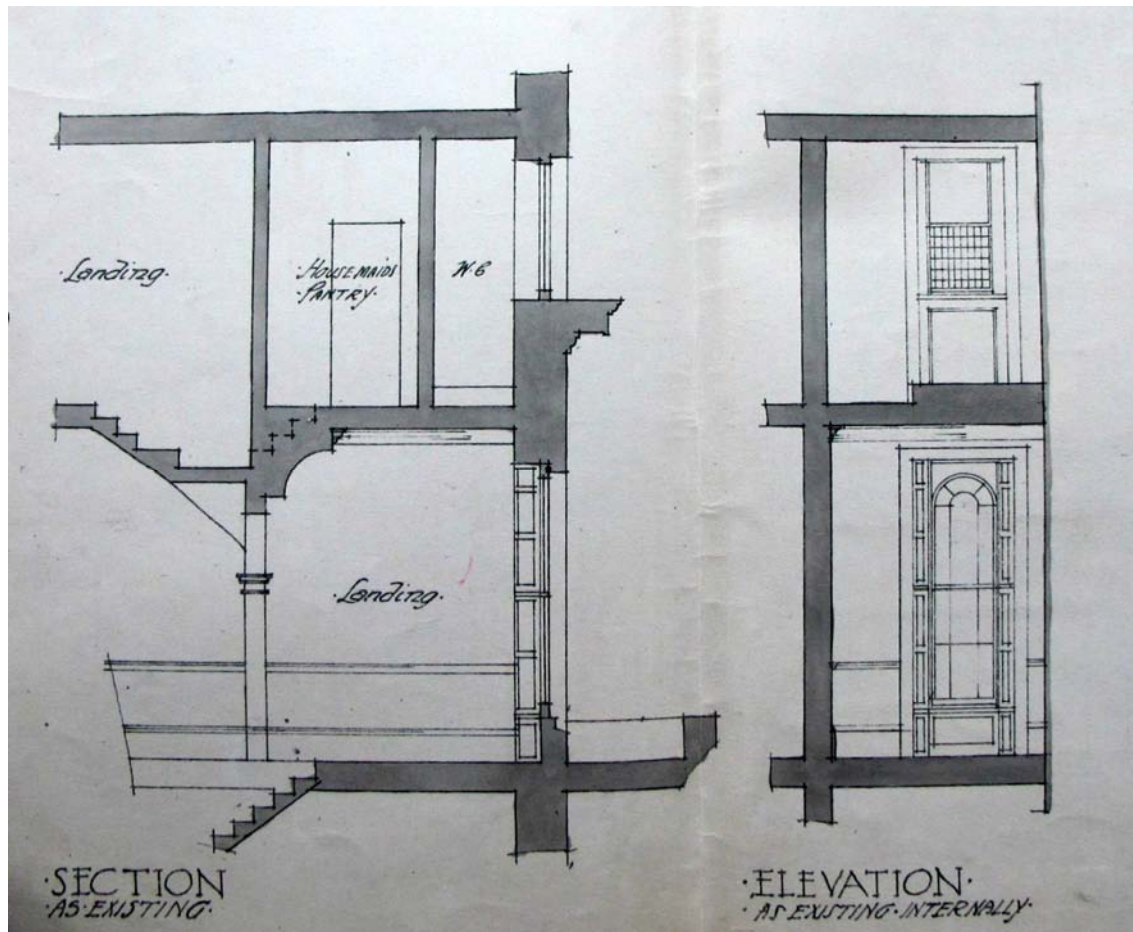 ·Landing·
·HOUSEMAIDS
·PANTRY·
W·C
·Landing·
·SECTION
·AS·EXISTING·
·ELEVATION·
·AS EXISTING·INTERNALLY·